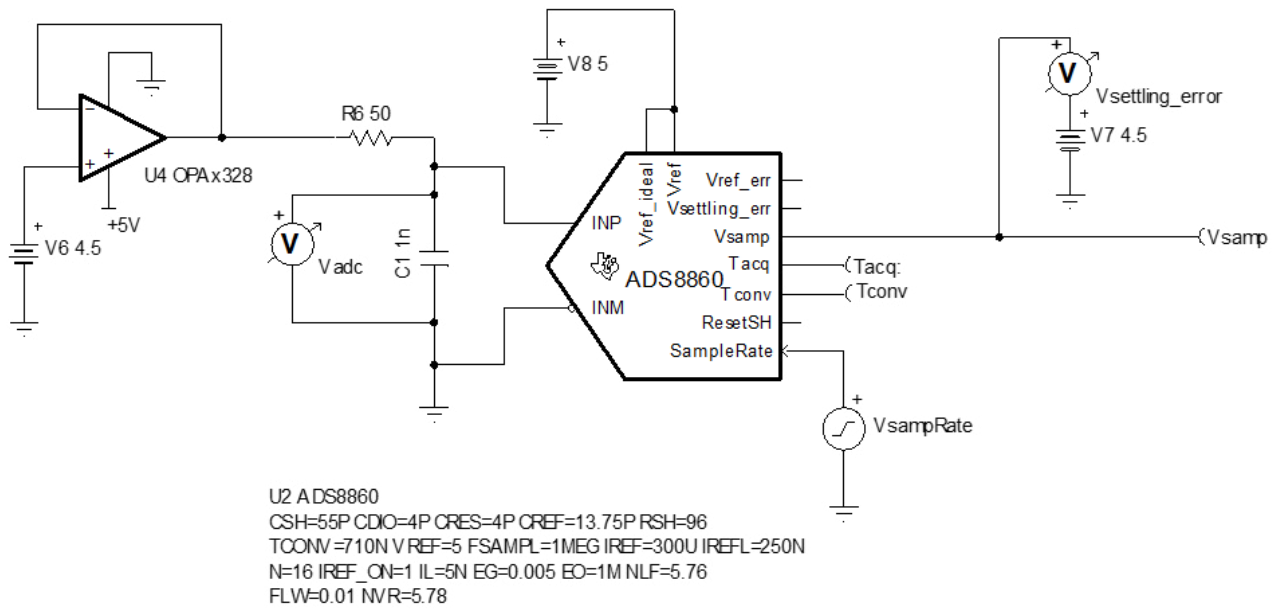 V8 5
R6 50
U4 OPAx328
+5V
V6 4.5
Vadc
C1 1n
INP
INM
Vref_ideal
Vref
ADS8860
Vref_err
Vsettling_err
Vsamp
Tacq
Tconv
ResetSH
SampleRate
Vsettling_error
V7 4.5
Vsamp
Tacq:
Tconv
VsampRate
U2 ADS8860
CSH=55P CDIO=4P CRES=4P CREF=13.75P RSH=96
TCONV=710N VREF=5 FSAMPL=1MEG IREF=300U IREFL=250N
N=16 IREF_ON=1 IL=5N EG=0.005 EO=1M NLF=5.76
FLW=0.01 NVR=5.78